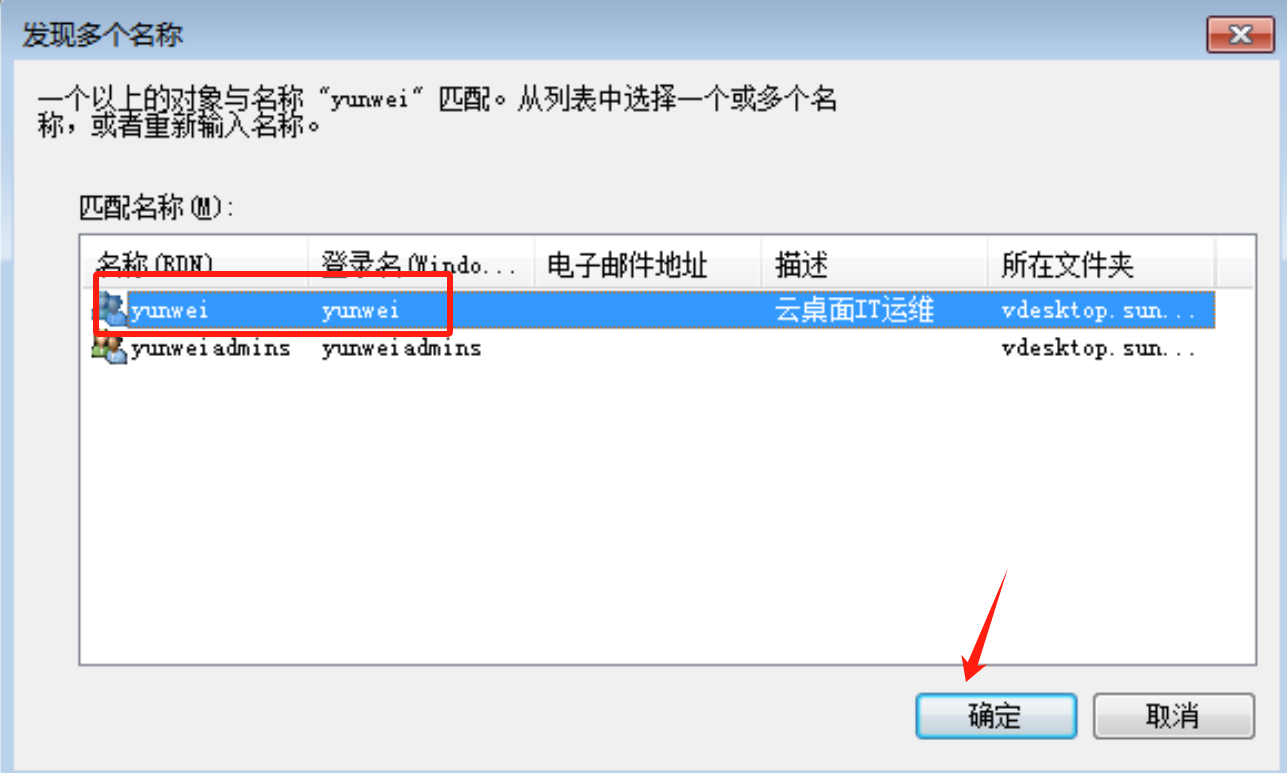 发现多个名称
一个以上的对象与名称 “yunwei” 匹配。从列表中选择一个或多个名
称，或者重新输入名称。
匹配名称(M):
名称(RDN) 登录名(Windo... 电子邮件地址 描述 所在文件夹
yunwei yunwei 云桌面IT运维 vdesktop.sun...
yunweiadmins yunweiadmins vdesktop.sun...
确定 取消